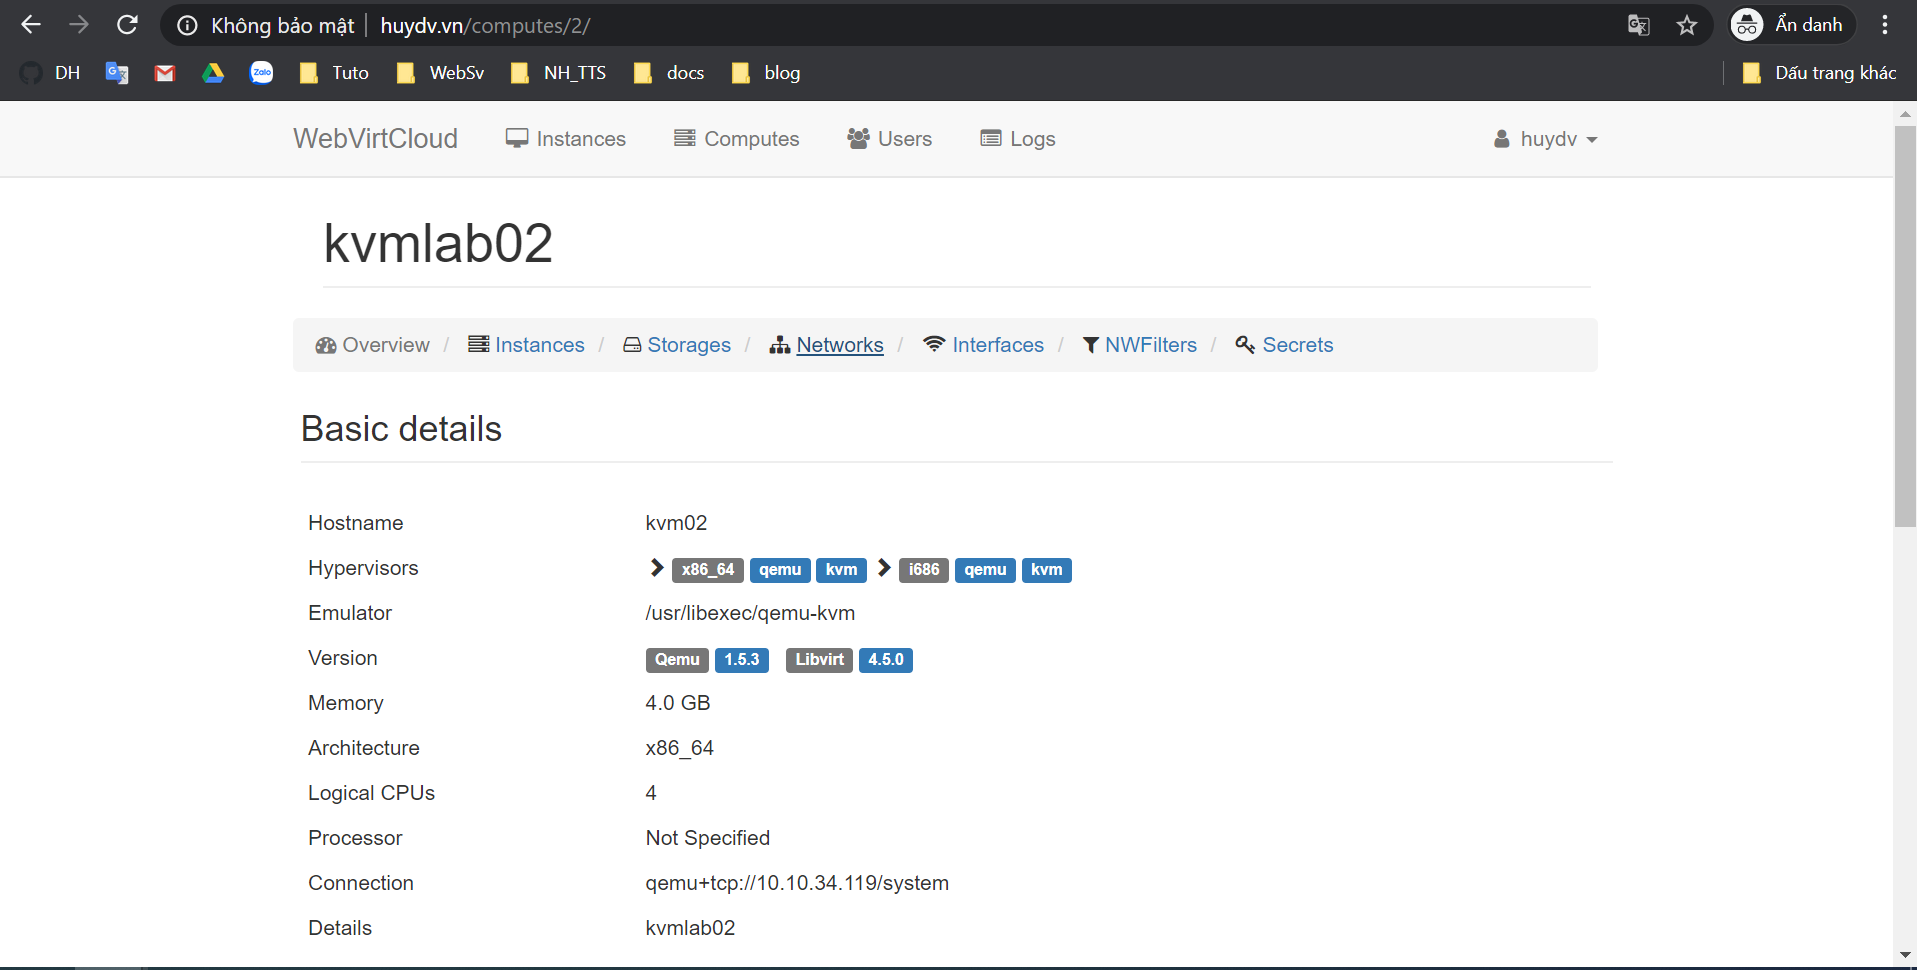 Không bảo mật huydv.vn/computes/2/ Ẩn danh
DH Zalo Tuto WebSv NH_TTS docs blog Dấu trang khác
WebVirtCloud Instances Computes Users Logs huydv
kvmlab02
Overview / Instances / Storages / Networks / Interfaces / NWFilters / Secrets
Basic details
Hostname kvm02
Hypervisors x86_64 qemu kvm i686 qemu kvm
Emulator /usr/libexec/qemu-kvm
Version Qemu 1.5.3 Libvirt 4.5.0
Memory 4.0 GB
Architecture x86_64
Logical CPUs 4
Processor Not Specified
Connection qemu+tcp://10.10.34.119/system
Details kvmlab02